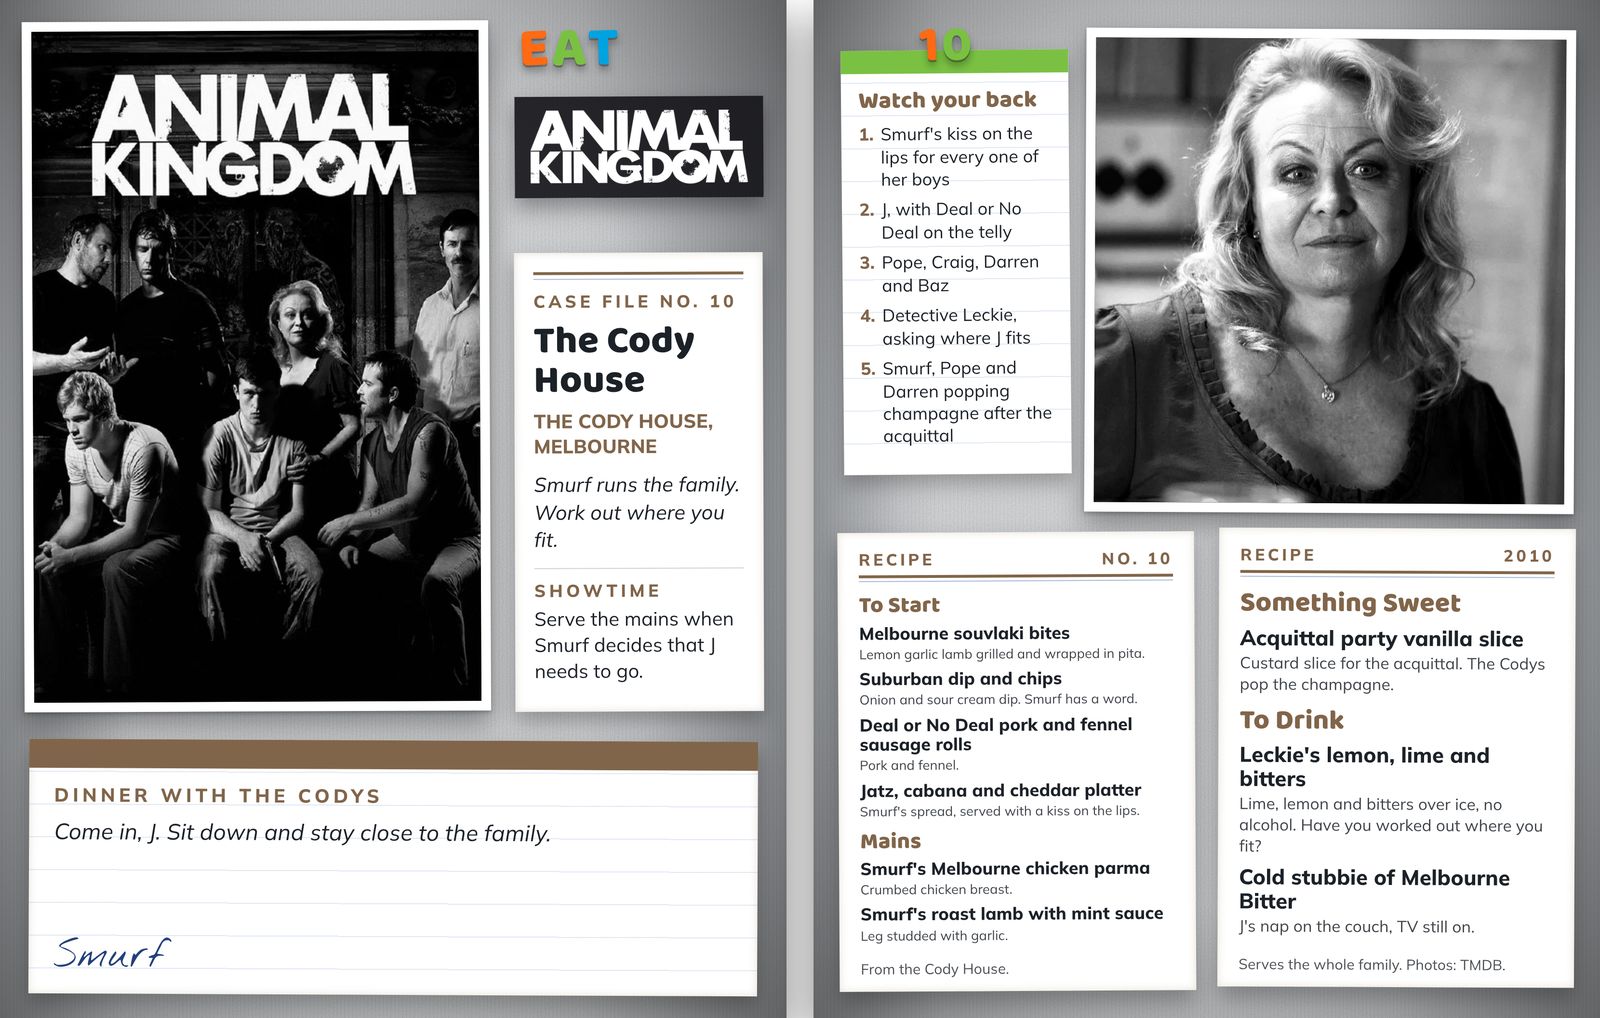 ANIMAL
KINGDOM
EAT
ANIMAL
KINGDOM
CASE FILE NO. 10
The Cody
House
THE CODY HOUSE,
MELBOURNE
Smurf runs the family.
Work out where you
fit.
SHOWTIME
Serve the mains when
Smurf decides that J
needs to go.
DINNER WITH THE CODYS
Come in, J. Sit down and stay close to the family.
Smurf
10
Watch your back
1. Smurf's kiss on the
lips for every one of
her boys
2. J, with Deal or No
Deal on the telly
3. Pope, Craig, Darren
and Baz
4. Detective Leckie,
asking where J fits
5. Smurf, Pope and
Darren popping
champagne after the
acquittal
RECIPE NO. 10
To Start
Melbourne souvlaki bites
Lemon garlic lamb grilled and wrapped in pita.
Suburban dip and chips
Onion and sour cream dip. Smurf has a word.
Deal or No Deal pork and fennel
sausage rolls
Pork and fennel.
Jatz, cabana and cheddar platter
Smurf's spread, served with a kiss on the lips.
Mains
Smurf's Melbourne chicken parma
Crumbed chicken breast.
Smurf's roast lamb with mint sauce
Leg studded with garlic.
From the Cody House.
RECIPE 2010
Something Sweet
Acquittal party vanilla slice
Custard slice for the acquittal. The Codys
pop the champagne.
To Drink
Leckie's lemon, lime and
bitters
Lime, lemon and bitters over ice, no
alcohol. Have you worked out where you
fit?
Cold stubbie of Melbourne
Bitter
J's nap on the couch, TV still on.
Serves the whole family. Photos: TMDB.